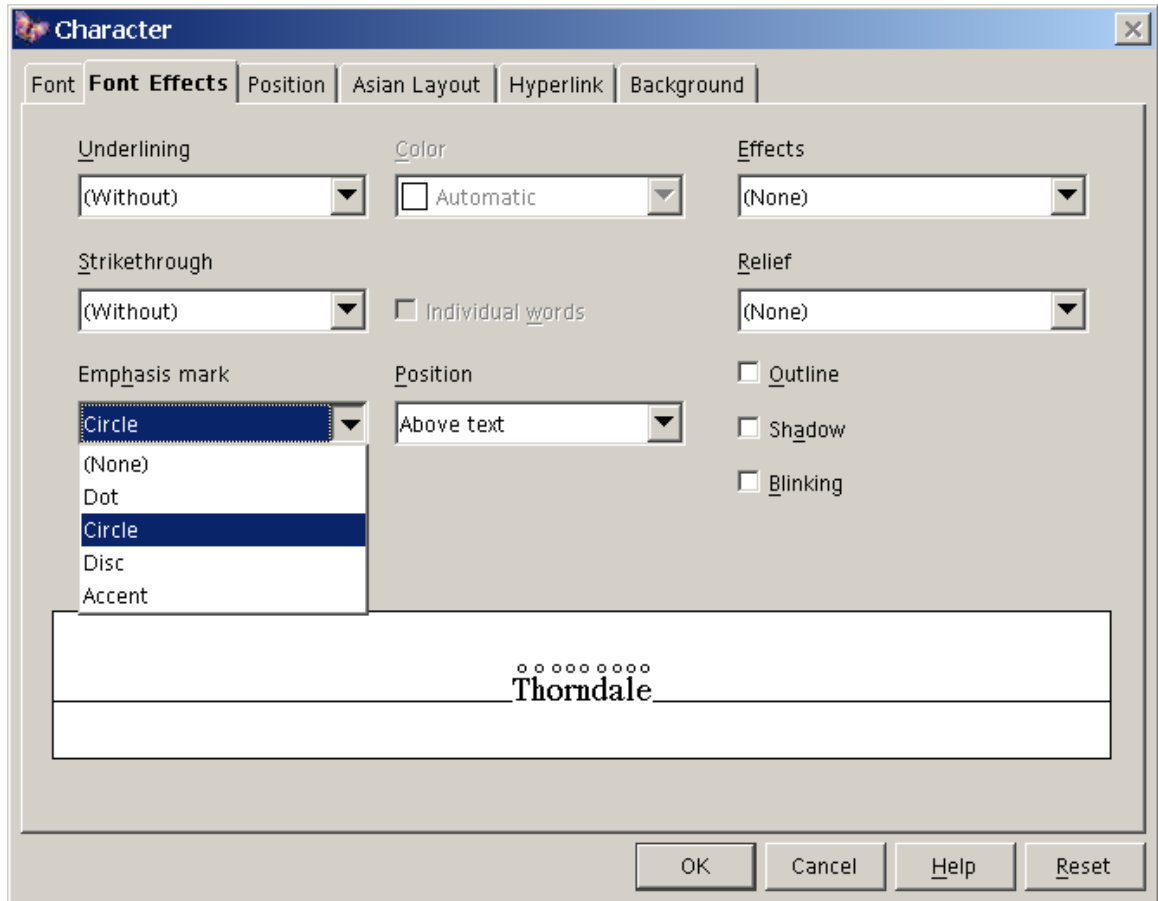 Character
Font Font Effects Position Asian Layout Hyperlink Background
Underlining Color Effects
(Without) Automatic (None)
Strikethrough Relief
(Without) Individual words (None)
Emphasis mark Position Outline
Circle Above text Shadow
(None)
Blinking
Dot
Circle
Disc
Accent
Thorndale
OK Cancel Help Reset